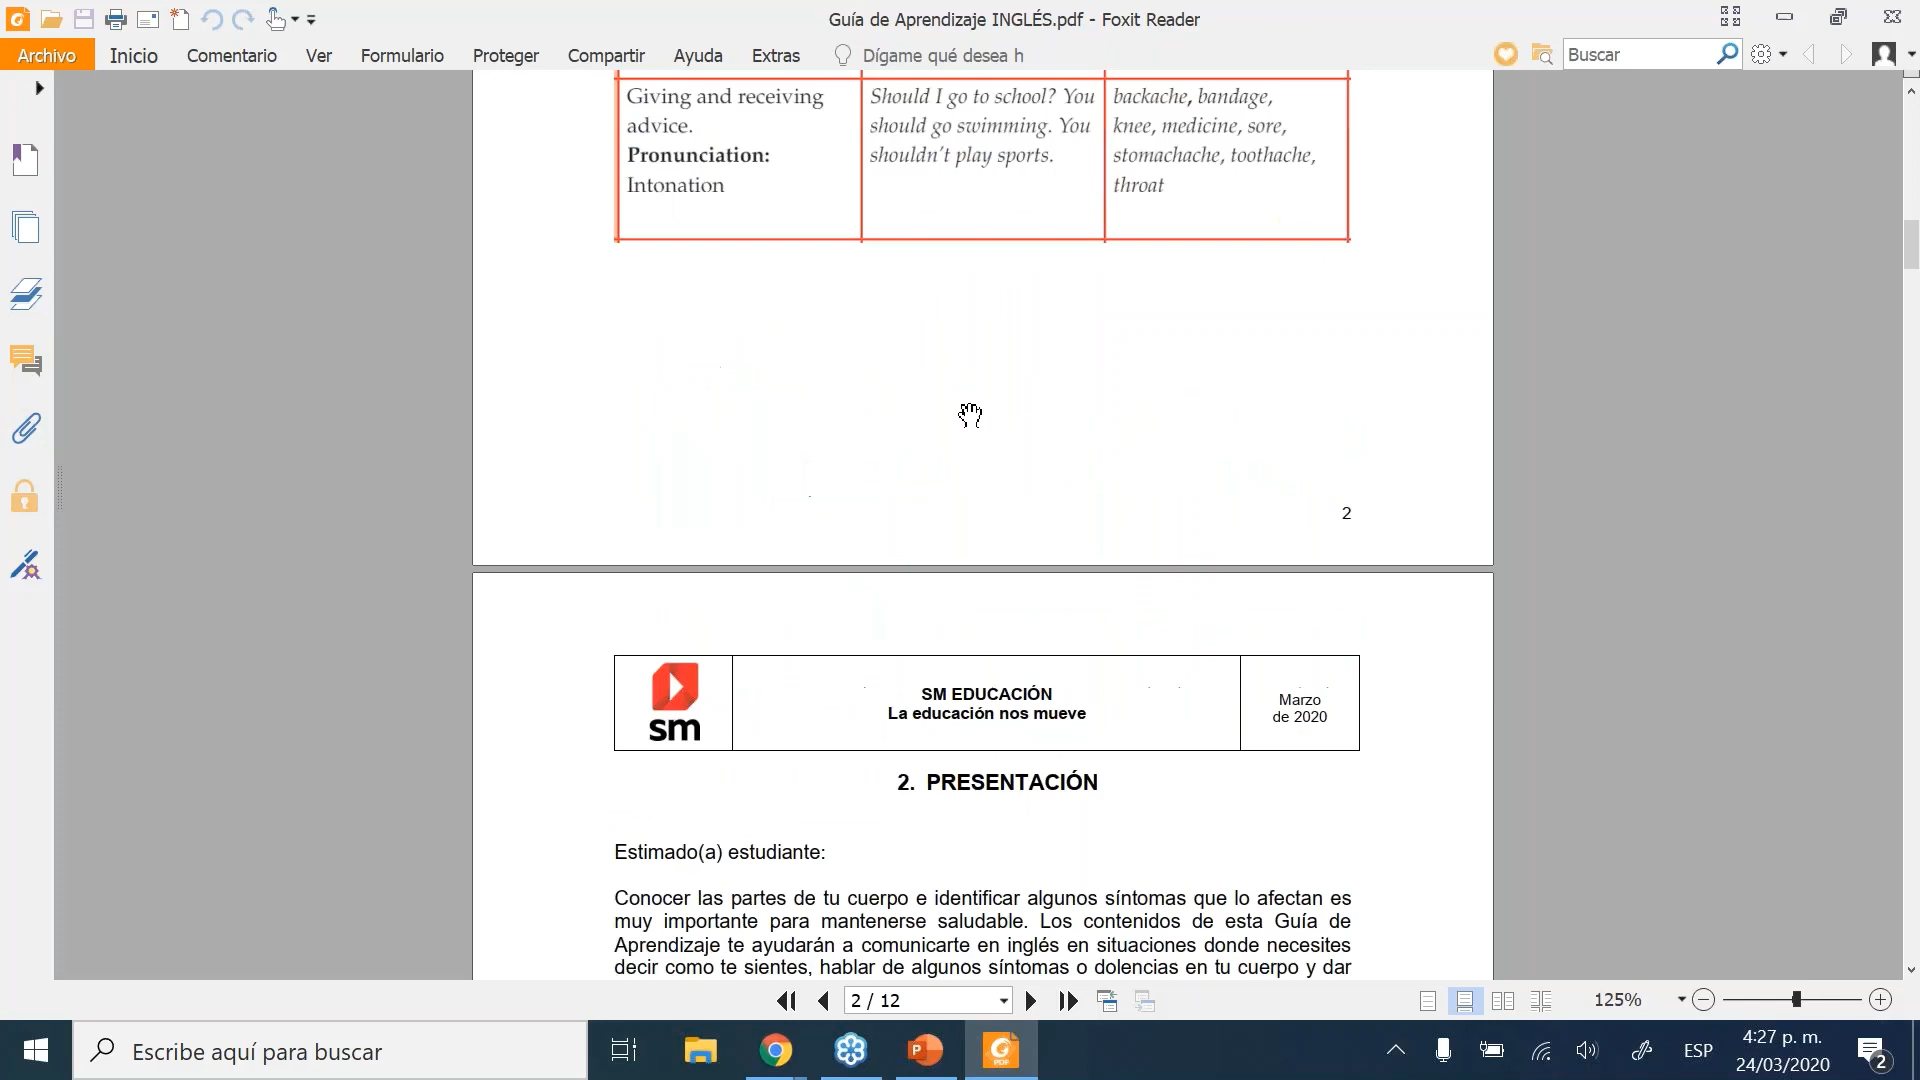 Guía de Aprendizaje INGLÉS.pdf - Foxit Reader
Archivo Inicio Comentario Ver Formulario Proteger Compartir Ayuda Extras Dígame qué desea h Buscar
Giving and receiving advice.
Pronunciation:
Intonation
Should I go to school? You
should go swimming. You
shouldn't play sports.
backache, bandage,
knee, medicine, sore,
stomachache, toothache,
throat
2
sm
SM EDUCACIÓN
La educación nos mueve
Marzo
de 2020
2. PRESENTACIÓN
Estimado(a) estudiante:
Conocer las partes de tu cuerpo e identificar algunos síntomas que lo afectan es
muy importante para mantenerse saludable. Los contenidos de esta Guía de
Aprendizaje te ayudarán a comunicarte en inglés en situaciones donde necesites
decir como te sientes, hablar de algunos síntomas o dolencias en tu cuerpo y dar
2 / 12
125%
Escribe aquí para buscar
P
PDF
ESP
4:27 p. m.
24/03/2020
2